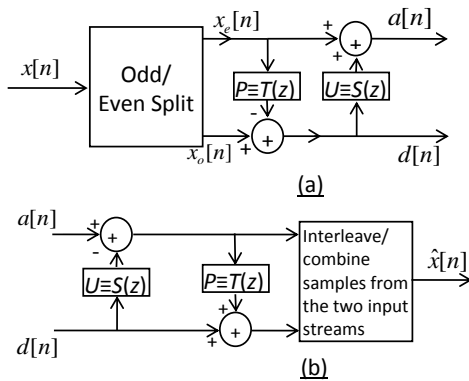 x_e[n]
a[n]
x[n]
Odd/
Even Split
+
+
+
P≡T(z)
U≡S(z)
-
+
+
x_o[n]
d[n]
(a)
a[n]
+
+
-
U≡S(z)
P≡T(z)
+
+
+
d[n]
Interleave/
combine
samples from
the two input
streams
x̂[n]
(b)